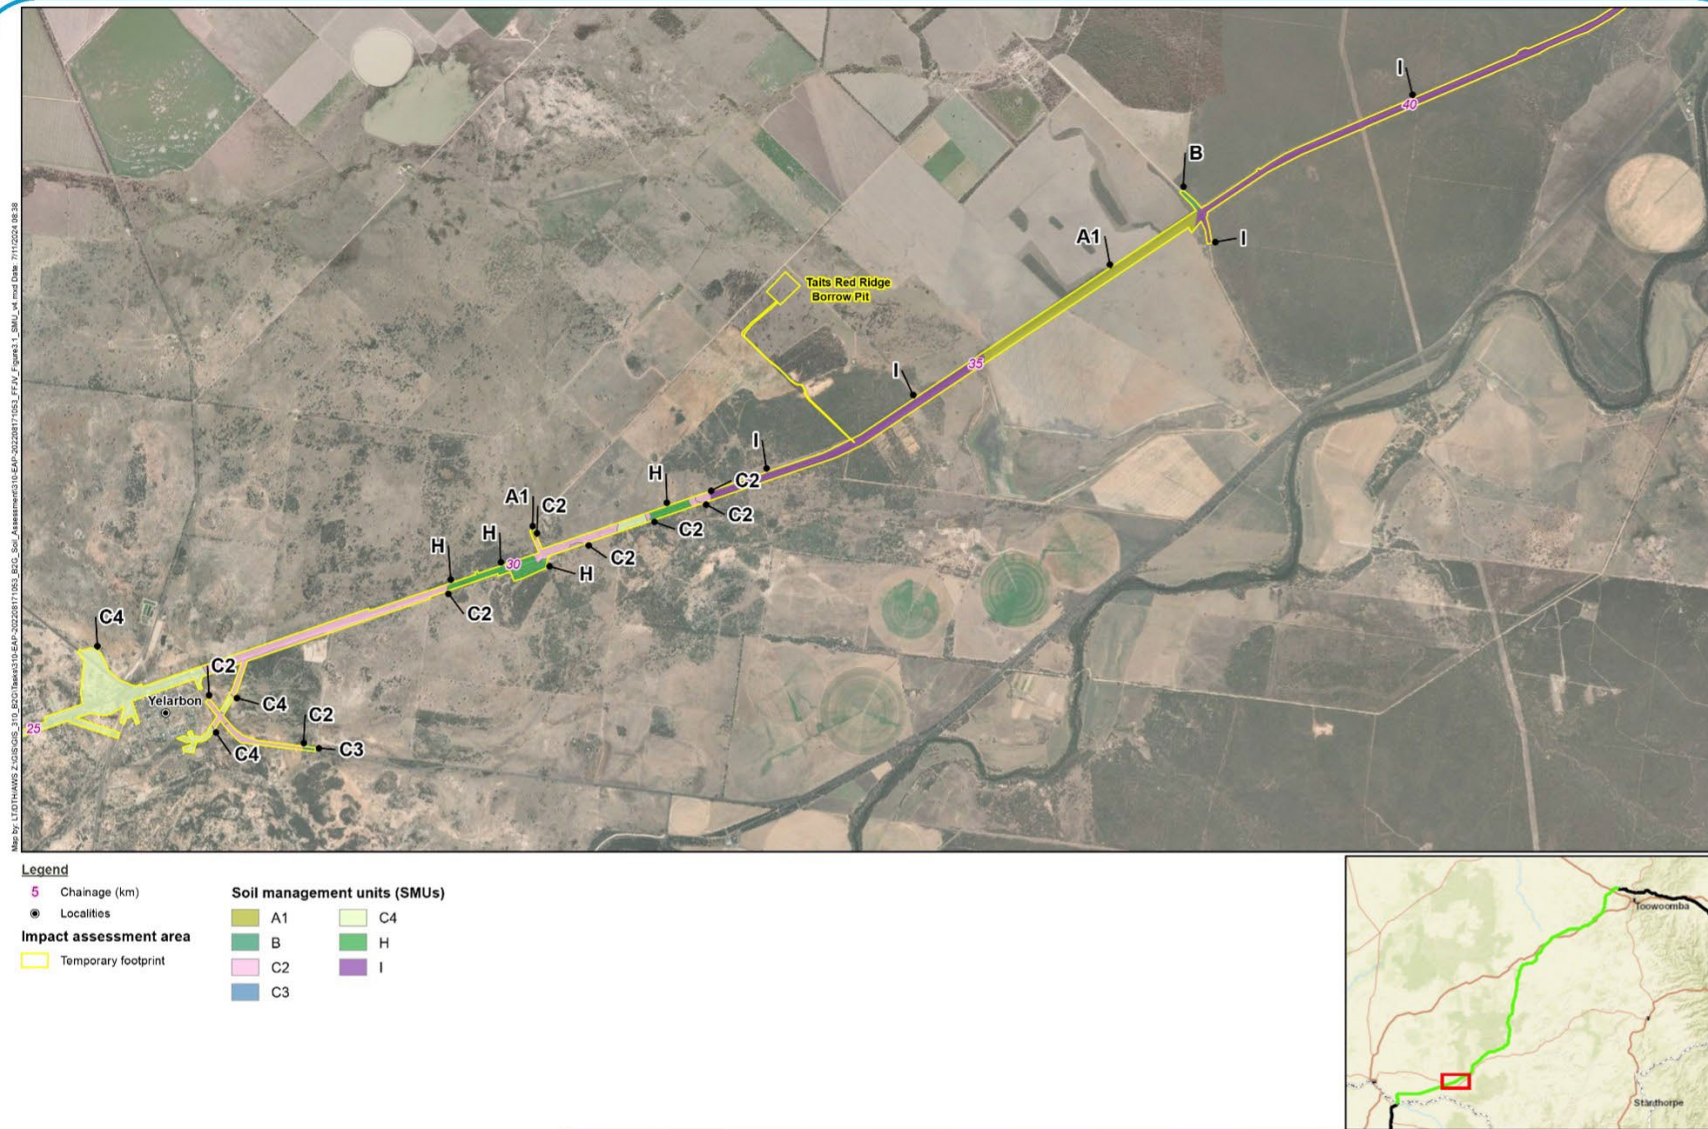 I
40
B
A1
I
Taits Red Ridge
Borrow Pit
35
I
I
H
C2
A1
C2
C2
H
C2
H
30
C2
H
C2
C4
C2
Yelarbon
C4
C2
25
C4
C3
Legend
5 Chainage (km)
Localities
Impact assessment area
Temporary footprint
Soil management units (SMUs)
A1
B
C2
C3
C4
H
I
Toowoomba
Stanthorpe